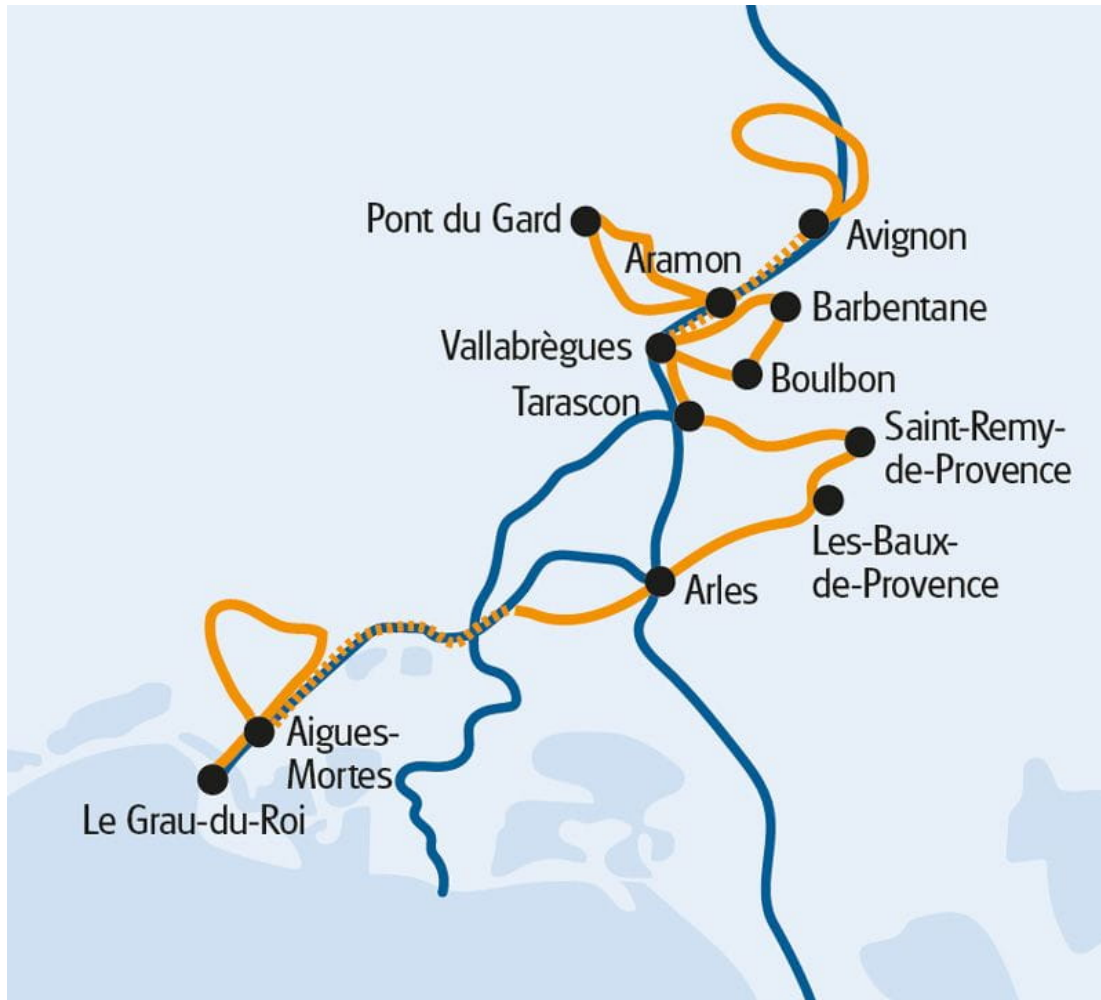 Pont du Gard
Avignon
Aramon
Barbentane
Vallabrègues
Boulbon
Tarascon
Saint-Remy-
de-Provence
Les-Baux-
de-Provence
Arles
Aigues-
Mortes
Le Grau-du-Roi